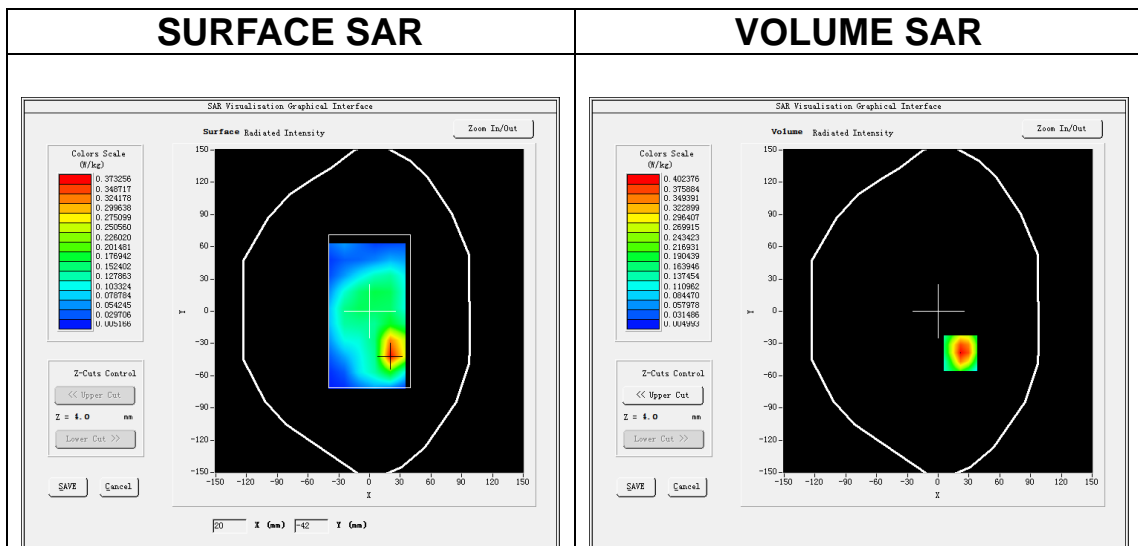 SURFACE SAR
VOLUME SAR
SAR Visualisation Graphical Interface
Surface Radiated Intensity
Zoom In/Out
Colors Scale
(W/kg)
0.373256
0.348717
0.324178
0.299638
0.275099
0.250560
0.226020
0.201481
0.176942
0.152402
0.127863
0.103324
0.078784
0.054245
0.029706
0.005166
Z-Cuts Control
<< Upper Cut
Z = 4.0 mm
Lower Cut >>
SAVE Cancel
150
120
90
60
30
0
-30
-60
-90
-120
-150
Y
-150 -120 -90 -60 -30 0 30 60 90 120 150
X
20 X (mm) -42 Y (mm)
SAR Visualisation Graphical Interface
Volume Radiated Intensity
Zoom In/Out
Colors Scale
(W/kg)
0.402376
0.375884
0.349391
0.322899
0.296407
0.269915
0.243423
0.216931
0.190439
0.163946
0.137454
0.110962
0.084470
0.057978
0.031486
0.004993
Z-Cuts Control
<< Upper Cut
Z = 4.0 mm
Lower Cut >>
SAVE Cancel
150
120
90
60
30
0
-30
-60
-90
-120
-150
Y
-150 -120 -90 -60 -30 0 30 60 90 120 150
X